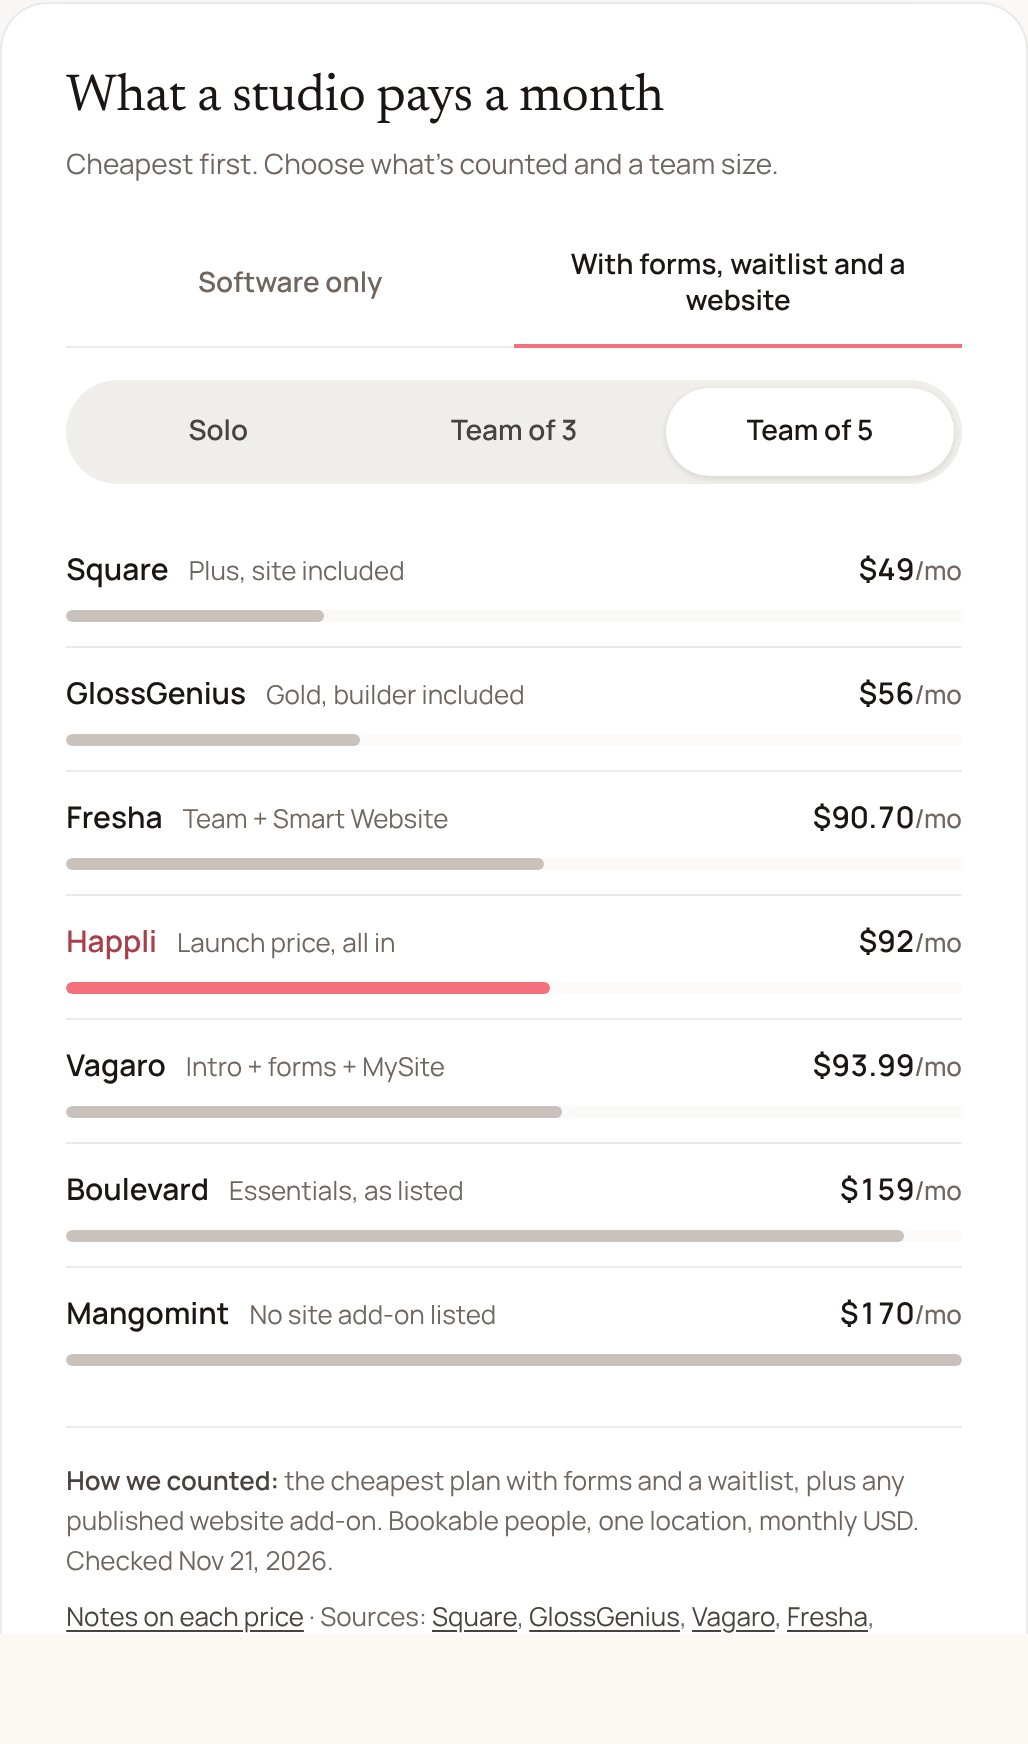 What a studio pays a month
Cheapest first. Choose what's counted and a team size.
Software only
With forms, waitlist and a
website
Solo
Team of 3
Team of 5
Square Plus, site included $49/mo
GlossGenius Gold, builder included $56/mo
Fresha Team + Smart Website $90.70/mo
Happli Launch price, all in $92/mo
Vagaro Intro + forms + MySite $93.99/mo
Boulevard Essentials, as listed $159/mo
Mangomint No site add-on listed $170/mo
How we counted: the cheapest plan with forms and a waitlist, plus any
published website add-on. Bookable people, one location, monthly USD.
Checked Nov 21, 2026.
Notes on each price · Sources: Square, GlossGenius, Vagaro, Fresha,